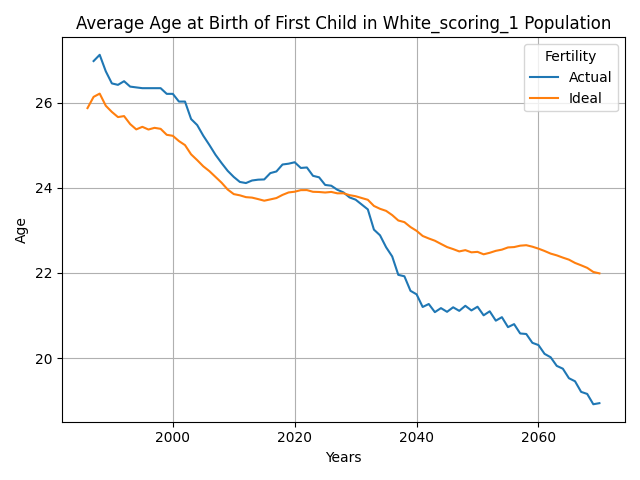 Average Age at Birth of First Child in White_scoring_1 Population
Fertility
Actual
Ideal
Age
26
24
22
20
2000
2020
2040
2060
Years